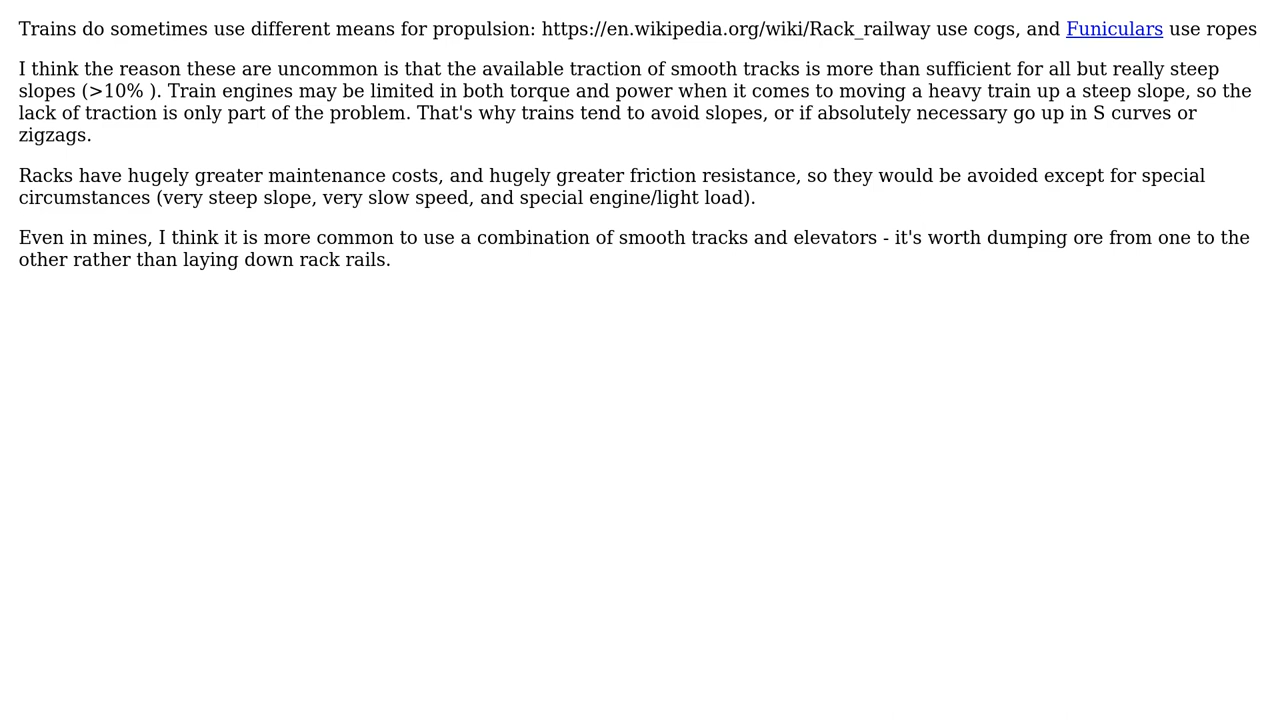 Trains do sometimes use different means for propulsion: https://en.wikipedia.org/wiki/Rack_railway use cogs, and Funiculars use ropes
I think the reason these are uncommon is that the available traction of smooth tracks is more than sufficient for all but really steep
slopes (>10% ). Train engines may be limited in both torque and power when it comes to moving a heavy train up a steep slope, so the
lack of traction is only part of the problem. That's why trains tend to avoid slopes, or if absolutely necessary go up in S curves or
zigzags.
Racks have hugely greater maintenance costs, and hugely greater friction resistance, so they would be avoided except for special
circumstances (very steep slope, very slow speed, and special engine/light load).
Even in mines, I think it is more common to use a combination of smooth tracks and elevators - it's worth dumping ore from one to the
other rather than laying down rack rails.